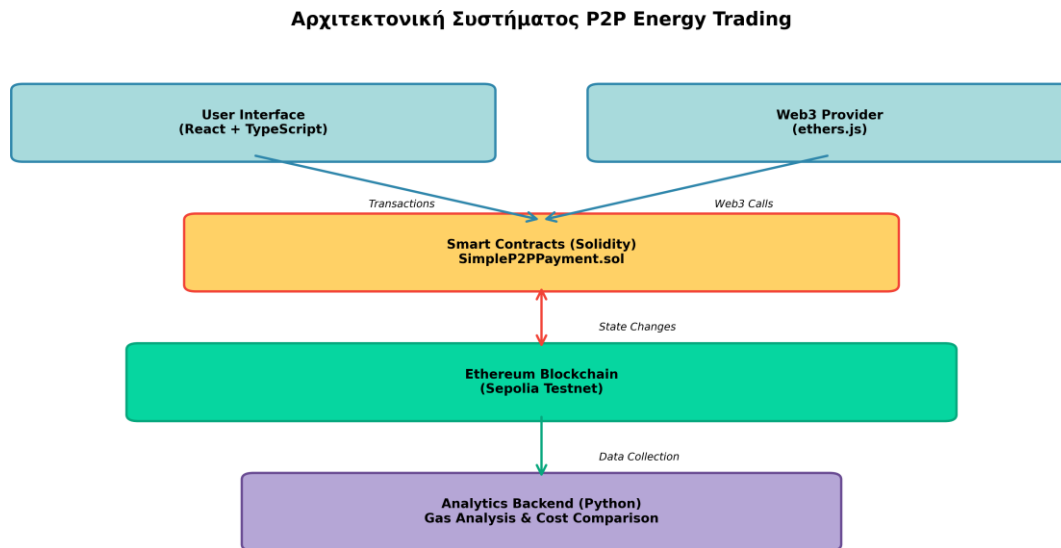 Αρχιτεκτονική Συστήματος P2P Energy Trading
User Interface
(React + TypeScript)
Web3 Provider
(ethers.js)
Transactions
Web3 Calls
Smart Contracts (Solidity)
SimpleP2PPayment.sol
State Changes
Ethereum Blockchain
(Sepolia Testnet)
Data Collection
Analytics Backend (Python)
Gas Analysis & Cost Comparison